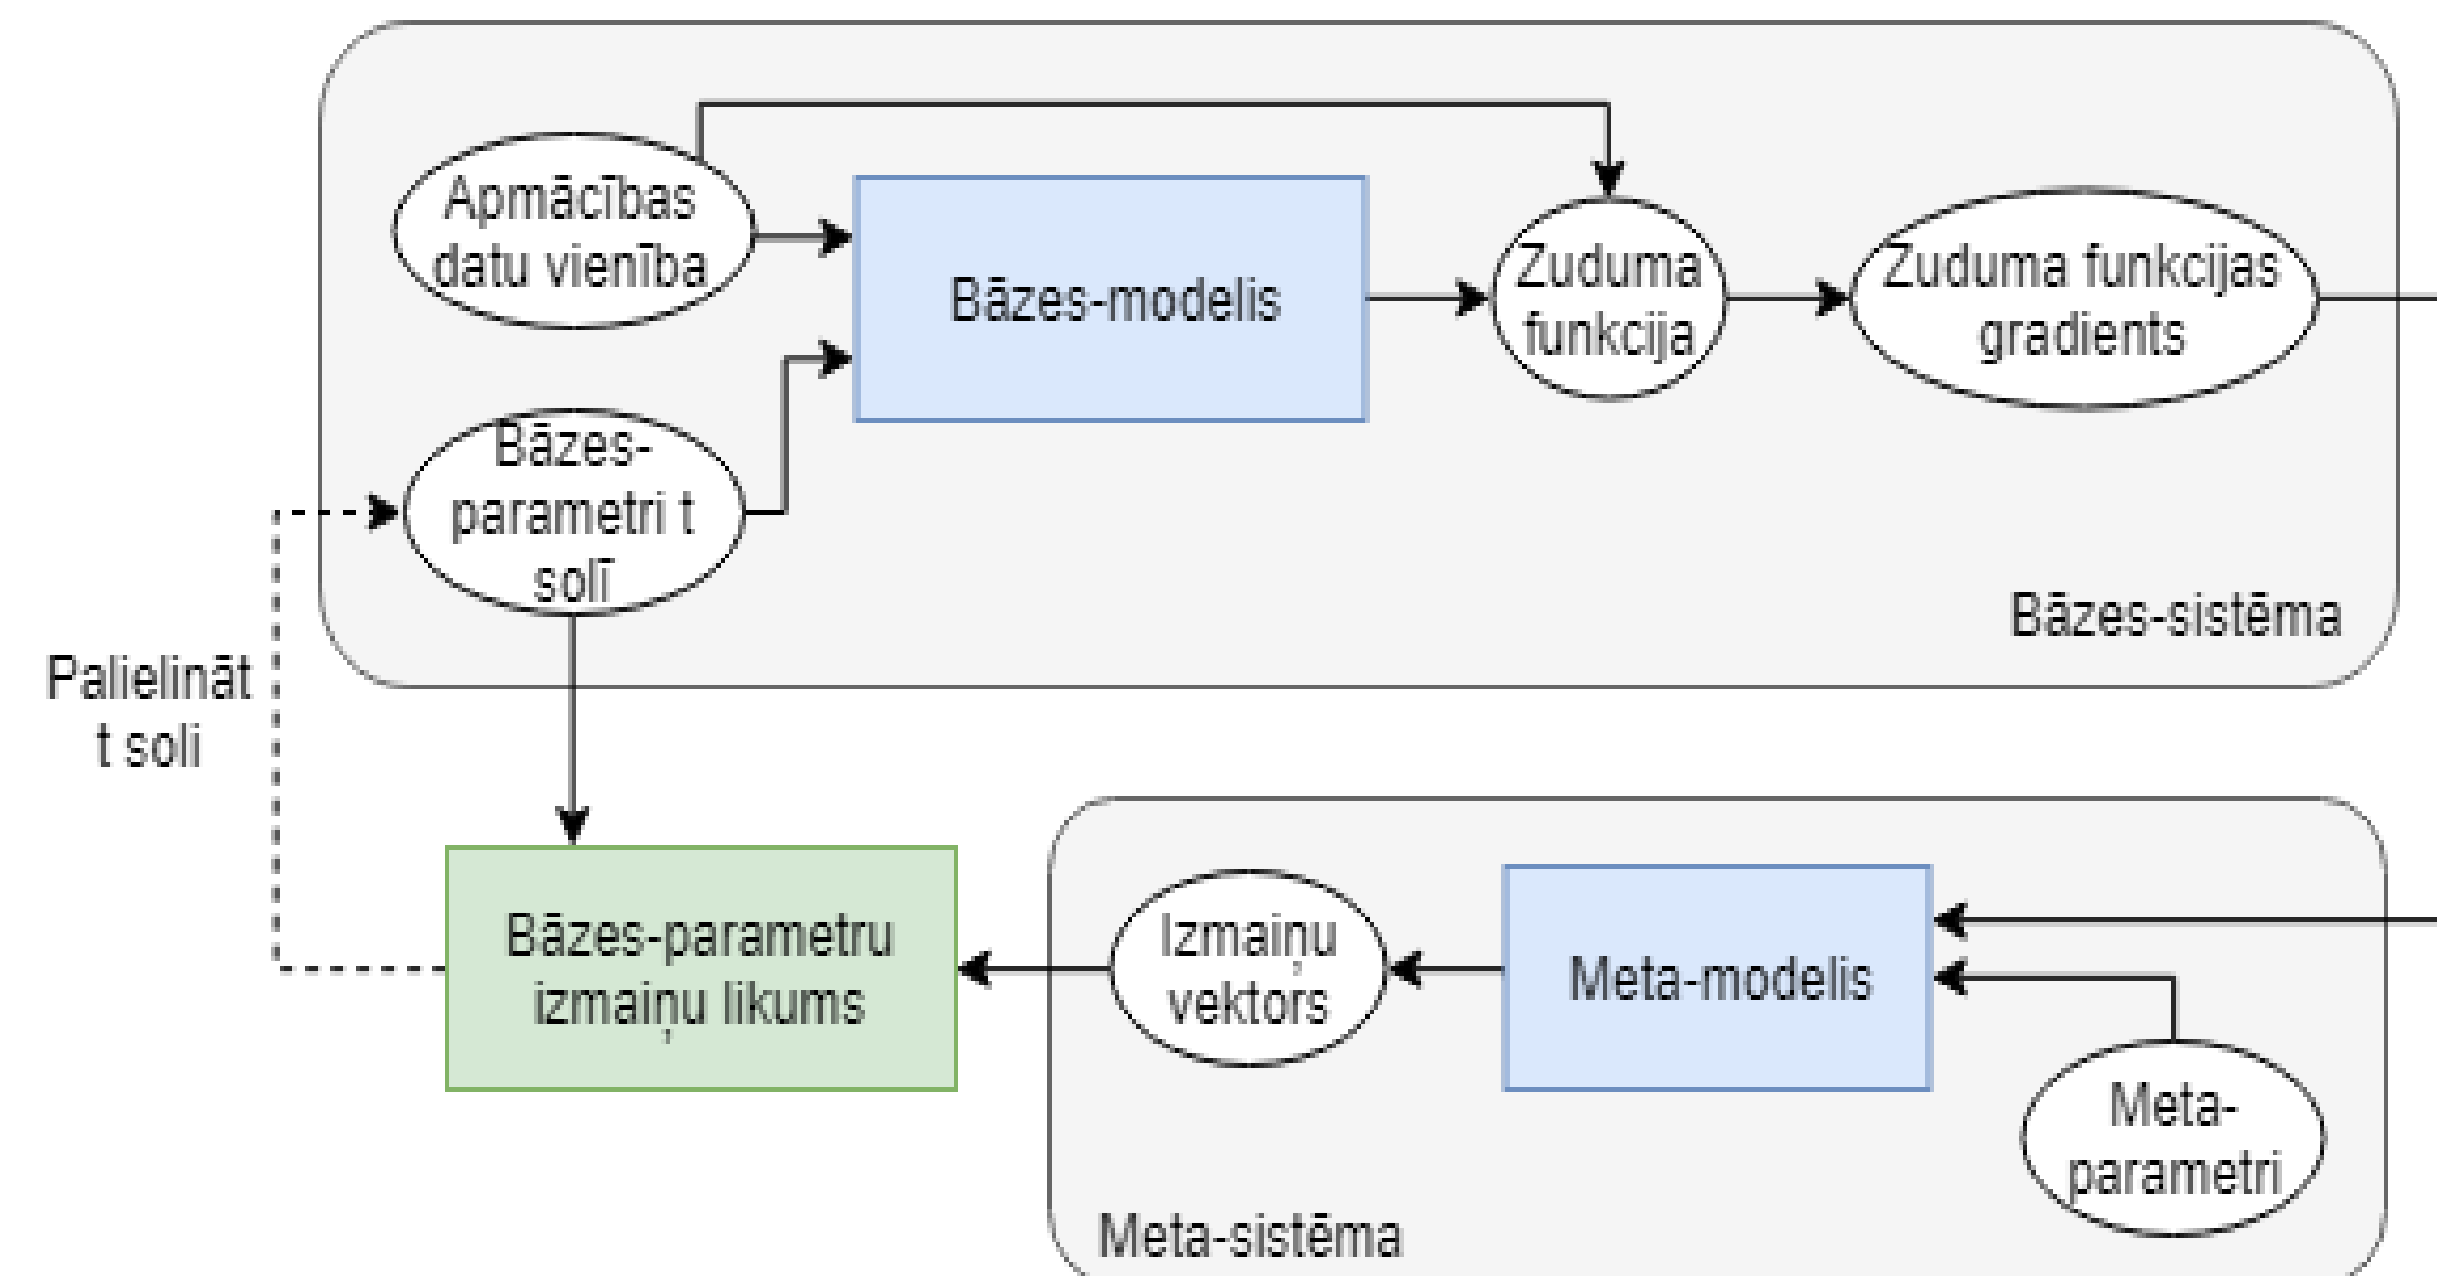 Apmācības
datu vienība
Bāzes-modelis
Zuduma
funkcija
Zuduma funkcijas
gradients
Bāzes-
parametri t
solī
Bāzes-sistēma
Palielināt
t soli
Bāzes-parametru
izmaiņu likums
Izmaiņu
vektors
Meta-modelis
Meta-
parametri
Meta-sistēma